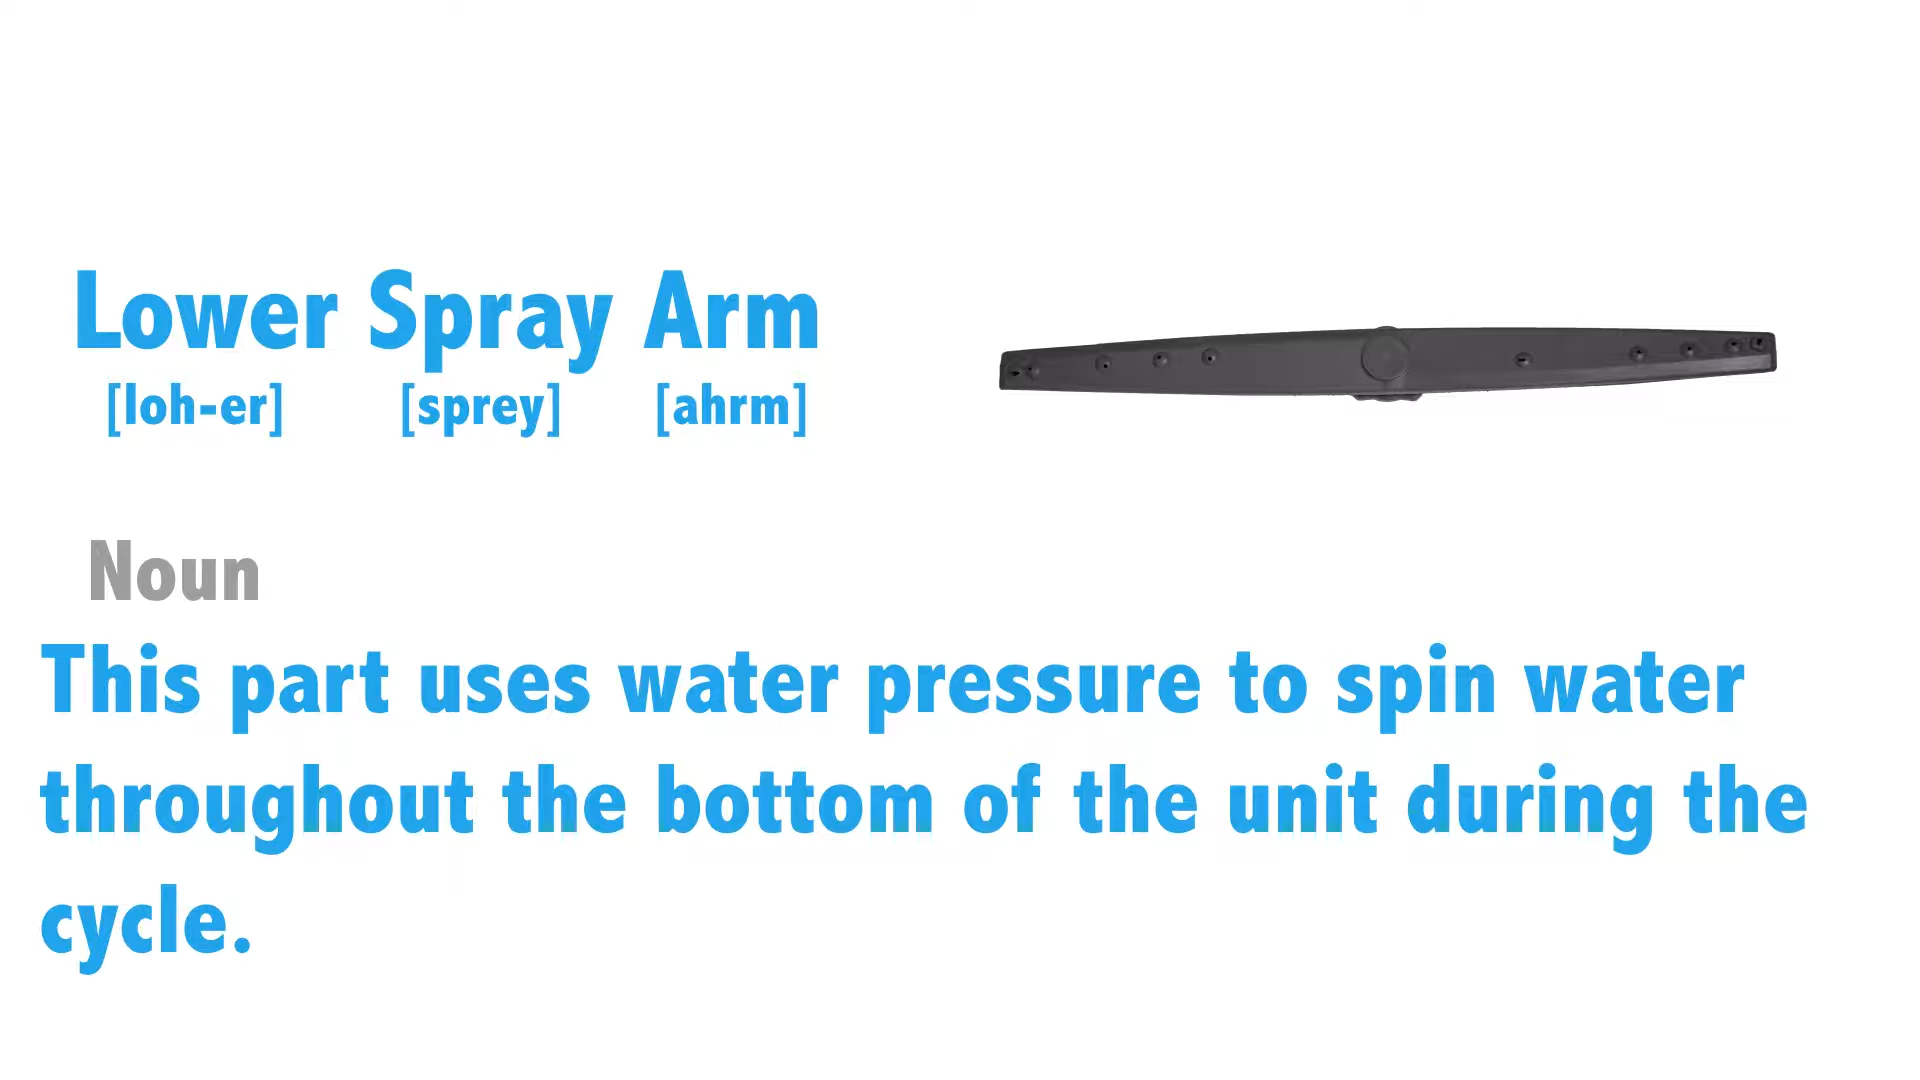 Lower Spray Arm
[loh-er] [sprey] [ahrm]
Noun
This part uses water pressure to spin water
throughout the bottom of the unit during the
cycle.